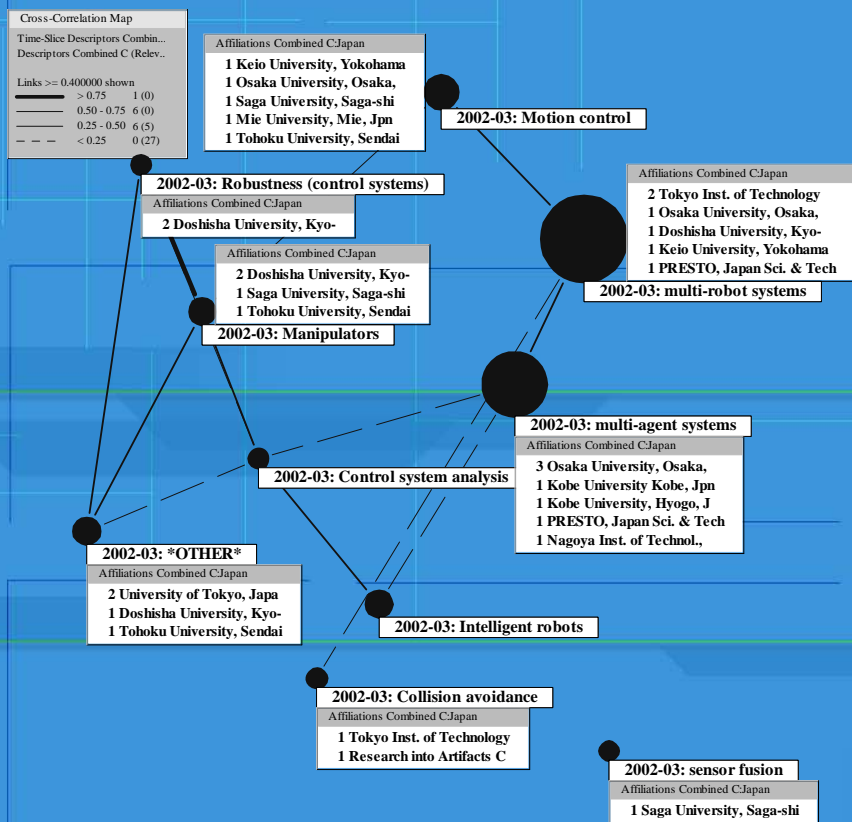 Cross-Correlation Map
Time-Slice Descriptors Combin...
Descriptors Combined C (Relev..
Links >= 0.400000 shown
> 0.75 1 (0)
0.50 - 0.75 6 (0)
0.25 - 0.50 6 (5)
< 0.25 0 (27)
Affiliations Combined C:Japan
1 Keio University, Yokohama
1 Osaka University, Osaka,
1 Saga University, Saga-shi
1 Mie University, Mie, Jpn
1 Tohoku University, Sendai
2002-03: Motion control
2002-03: Robustness (control systems)
Affiliations Combined C:Japan
2 Doshisha University, Kyo-
Affiliations Combined C:Japan
2 Tokyo Inst. of Technology
1 Osaka University, Osaka,
1 Doshisha University, Kyo-
1 Keio University, Yokohama
1 PRESTO, Japan Sci. & Tech
2002-03: multi-robot systems
Affiliations Combined C:Japan
2 Doshisha University, Kyo-
1 Saga University, Saga-shi
1 Tohoku University, Sendai
2002-03: Manipulators
2002-03: multi-agent systems
Affiliations Combined C:Japan
3 Osaka University, Osaka,
1 Kobe University Kobe, Jpn
1 Kobe University, Hyogo, J
1 PRESTO, Japan Sci. & Tech
1 Nagoya Inst. of Technol.,
2002-03: Control system analysis
2002-03: *OTHER*
Affiliations Combined C:Japan
2 University of Tokyo, Japa
1 Doshisha University, Kyo-
1 Tohoku University, Sendai
2002-03: Intelligent robots
2002-03: Collision avoidance
Affiliations Combined C:Japan
1 Tokyo Inst. of Technology
1 Research into Artifacts C
2002-03: sensor fusion
Affiliations Combined C:Japan
1 Saga University, Saga-shi